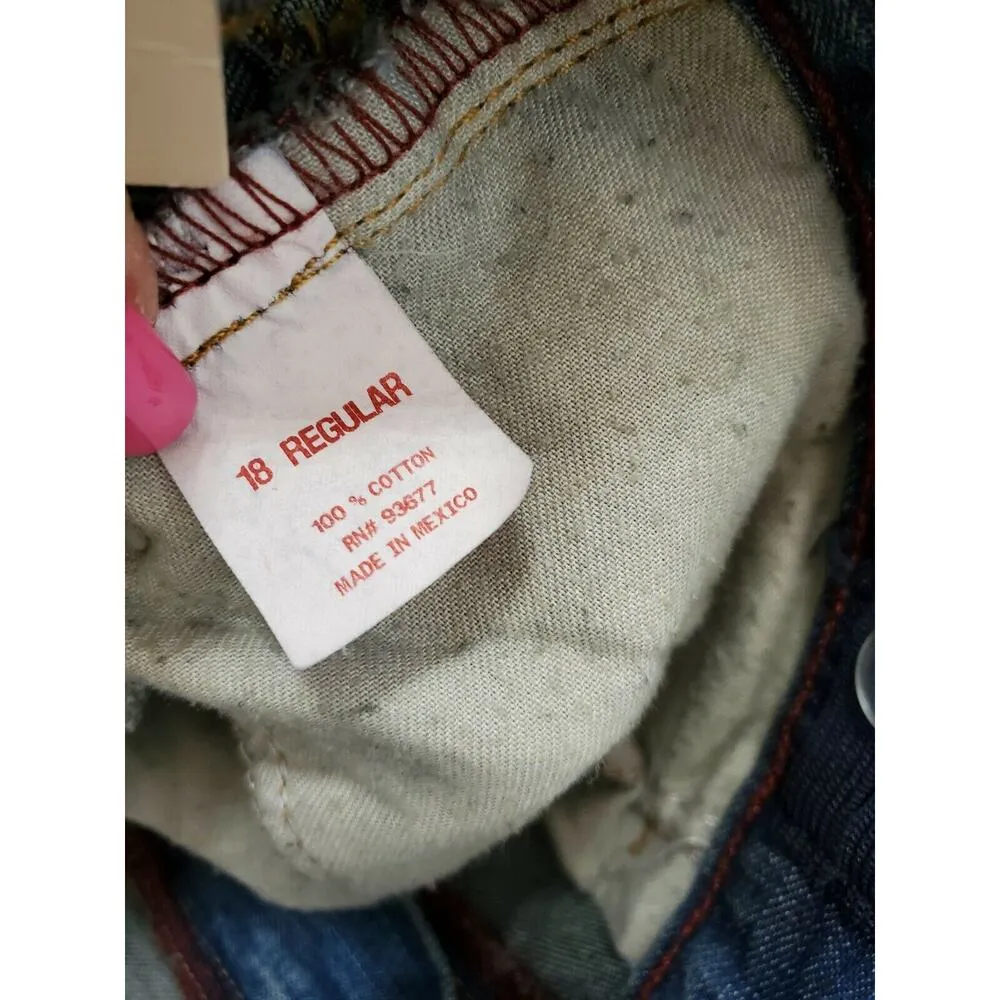 18 REGULAR
100 % COTTON
RN# 93677
MADE IN MEXICO